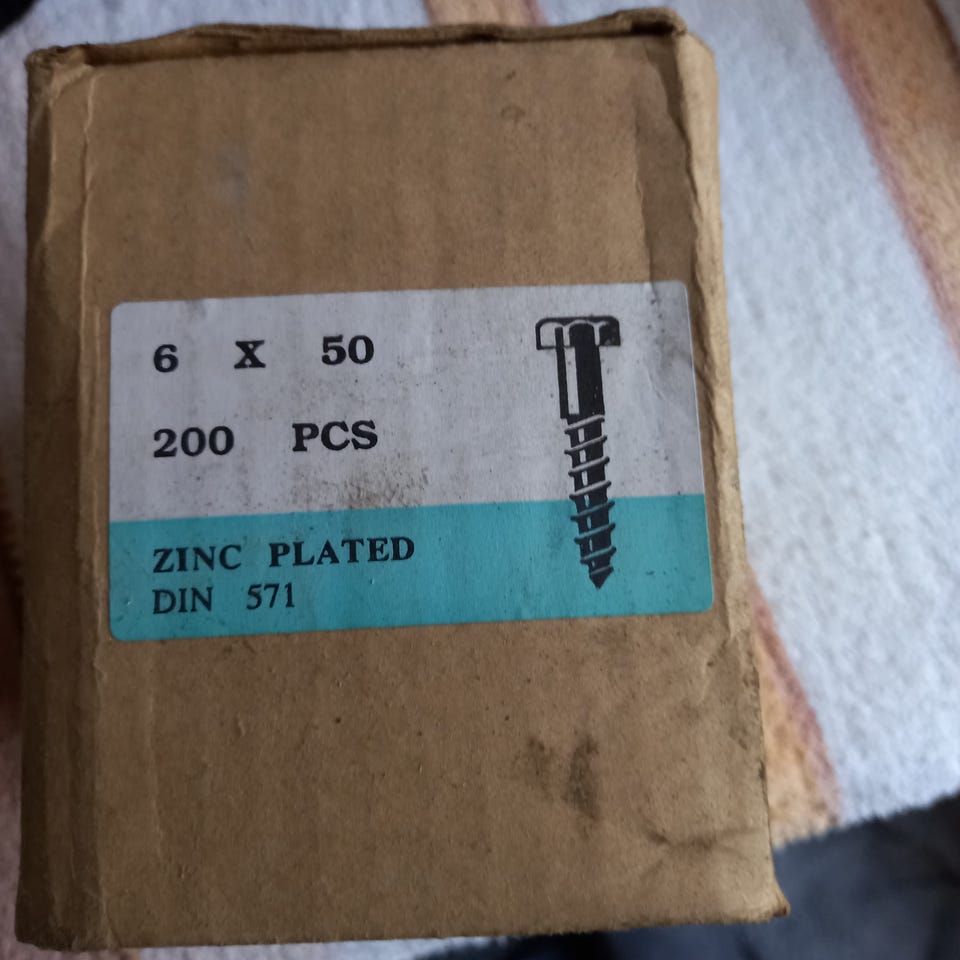 6 X 50
200 PCS
ZINC PLATED
DIN 571